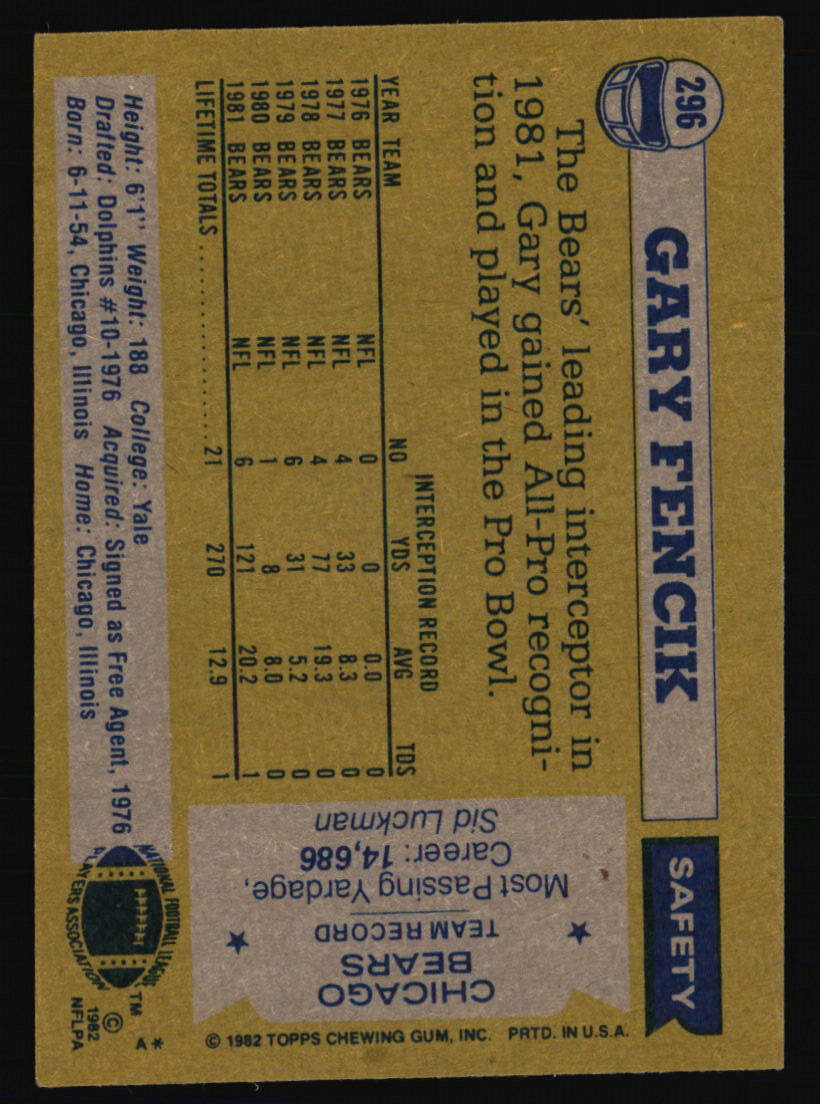 296
GARY FENCIK
SAFETY
The Bears' leading interceptor in
1981, Gary gained All-Pro recogni-
tion and played in the Pro Bowl.
INTERCEPTION RECORD
YEAR TEAM NO YDS AVG TDS
1976 BEARS NFL 0 0 0.0 0
1977 BEARS NFL 4 33 8.3 0
1978 BEARS NFL 4 77 19.3 0
1979 BEARS NFL 6 31 5.2 0
1980 BEARS NFL 1 8 8.0 0
1981 BEARS NFL 6 121 20.2 1
LIFETIME TOTALS .................. 21 270 12.9 1
Height: 6'1" Weight: 188 College: Yale
Drafted: Dolphins #10-1976 Acquired: Signed as Free Agent, 1976
Born: 6-11-54, Chicago, Illinois Home: Chicago, Illinois
CHICAGO
BEARS
TEAM RECORD
Most Passing Yardage,
Career: 14,686
Sid Luckman
NATIONAL FOOTBALL LEAGUE
PLAYERS ASSOCIATION
TM
©
1982
NFLPA
A*
© 1982 TOPPS CHEWING GUM, INC. PRTD. IN U.S.A.